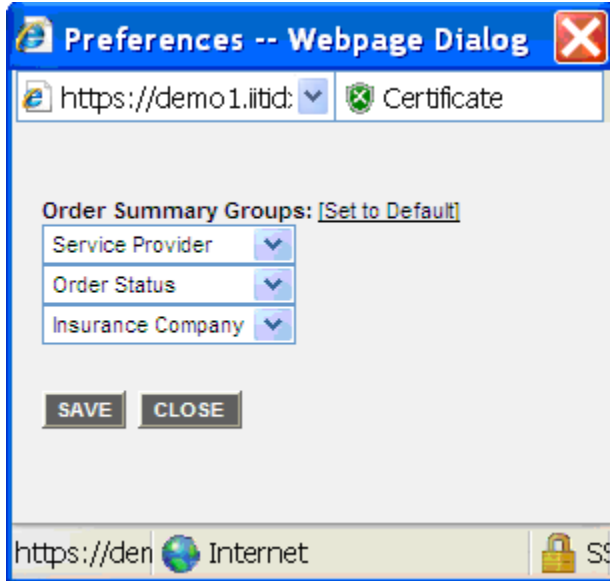 Preferences -- Webpage Dialog
https://demo1.iitid: Certificate
Order Summary Groups: [Set to Default]
Service Provider
Order Status
Insurance Company
SAVE CLOSE
https://den Internet SS